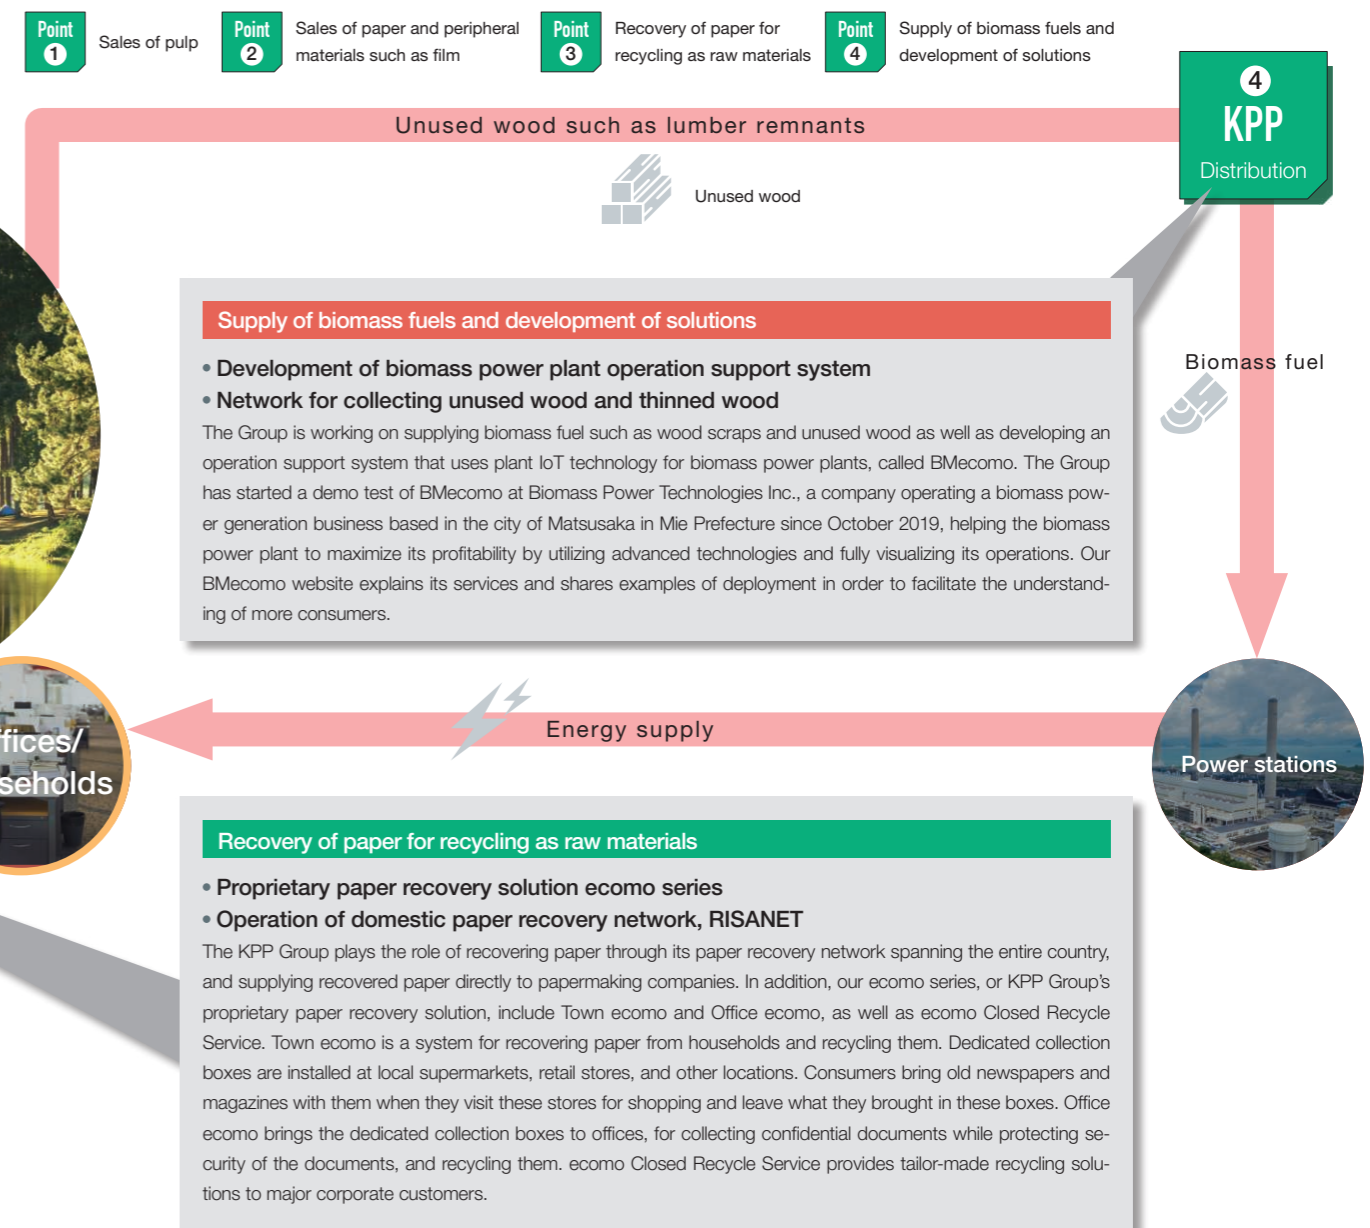 Point
1
Sales of pulp
Point
2
Sales of paper and peripheral
materials such as film
Point
3
Recovery of paper for
recycling as raw materials
Point
4
Supply of biomass fuels and
development of solutions
4
KPP
Distribution
Unused wood such as lumber remnants
Unused wood
Supply of biomass fuels and development of solutions
• Development of biomass power plant operation support system
• Network for collecting unused wood and thinned wood
The Group is working on supplying biomass fuel such as wood scraps and unused wood as well as developing an
operation support system that uses plant IoT technology for biomass power plants, called BMecomo. The Group
has started a demo test of BMecomo at Biomass Power Technologies Inc., a company operating a biomass pow-
er generation business based in the city of Matsusaka in Mie Prefecture since October 2019, helping the biomass
power plant to maximize its profitability by utilizing advanced technologies and fully visualizing its operations. Our
BMecomo website explains its services and shares examples of deployment in order to facilitate the understand-
ing of more consumers.
Biomass fuel
Energy supply
Power stations
ffices/
seholds
Recovery of paper for recycling as raw materials
• Proprietary paper recovery solution ecomo series
• Operation of domestic paper recovery network, RISANET
The KPP Group plays the role of recovering paper through its paper recovery network spanning the entire country,
and supplying recovered paper directly to papermaking companies. In addition, our ecomo series, or KPP Group's
proprietary paper recovery solution, include Town ecomo and Office ecomo, as well as ecomo Closed Recycle
Service. Town ecomo is a system for recovering paper from households and recycling them. Dedicated collection
boxes are installed at local supermarkets, retail stores, and other locations. Consumers bring old newspapers and
magazines with them when they visit these stores for shopping and leave what they brought in these boxes. Office
ecomo brings the dedicated collection boxes to offices, for collecting confidential documents while protecting se-
curity of the documents, and recycling them. ecomo Closed Recycle Service provides tailor-made recycling solu-
tions to major corporate customers.